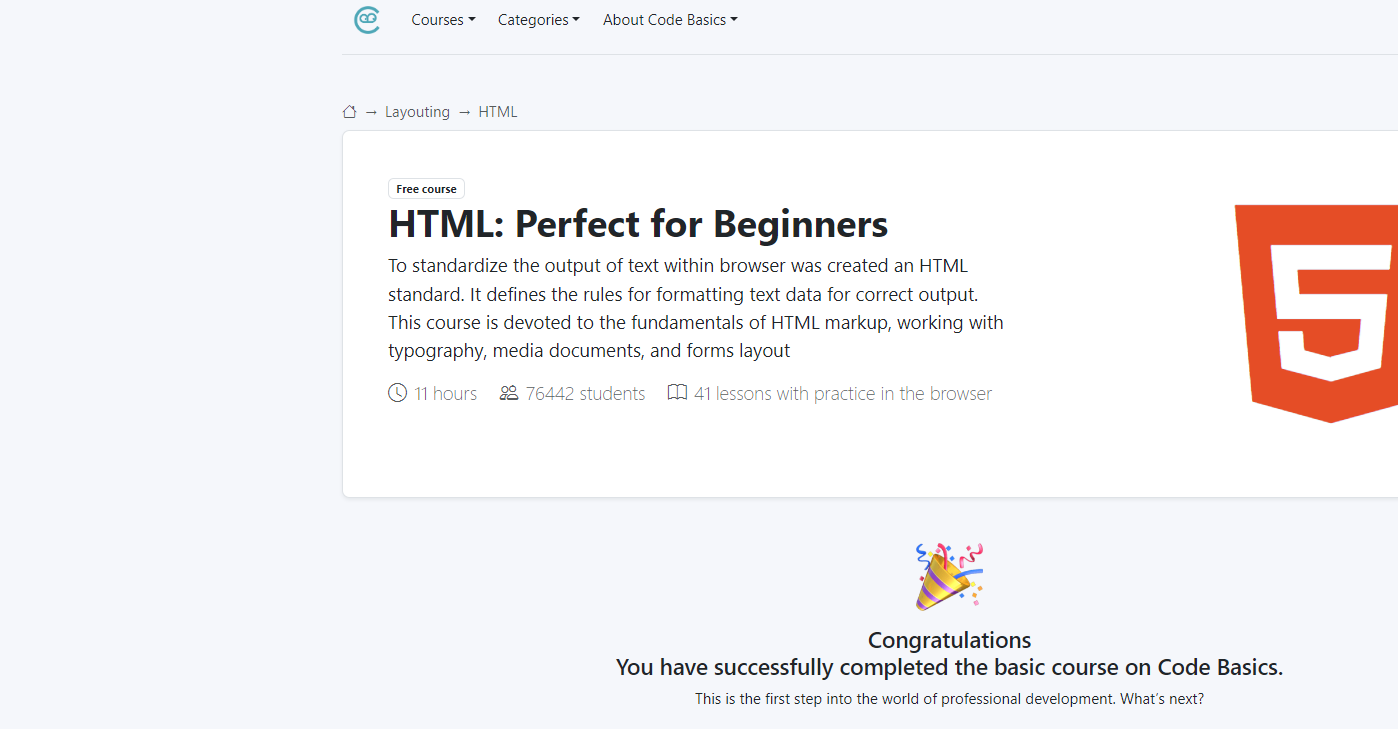 Courses Categories About Code Basics
→ Layouting → HTML
Free course
HTML: Perfect for Beginners
To standardize the output of text within browser was created an HTML
standard. It defines the rules for formatting text data for correct output.
This course is devoted to the fundamentals of HTML markup, working with
typography, media documents, and forms layout
11 hours 76442 students 41 lessons with practice in the browser
Congratulations
You have successfully completed the basic course on Code Basics.
This is the first step into the world of professional development. What's next?